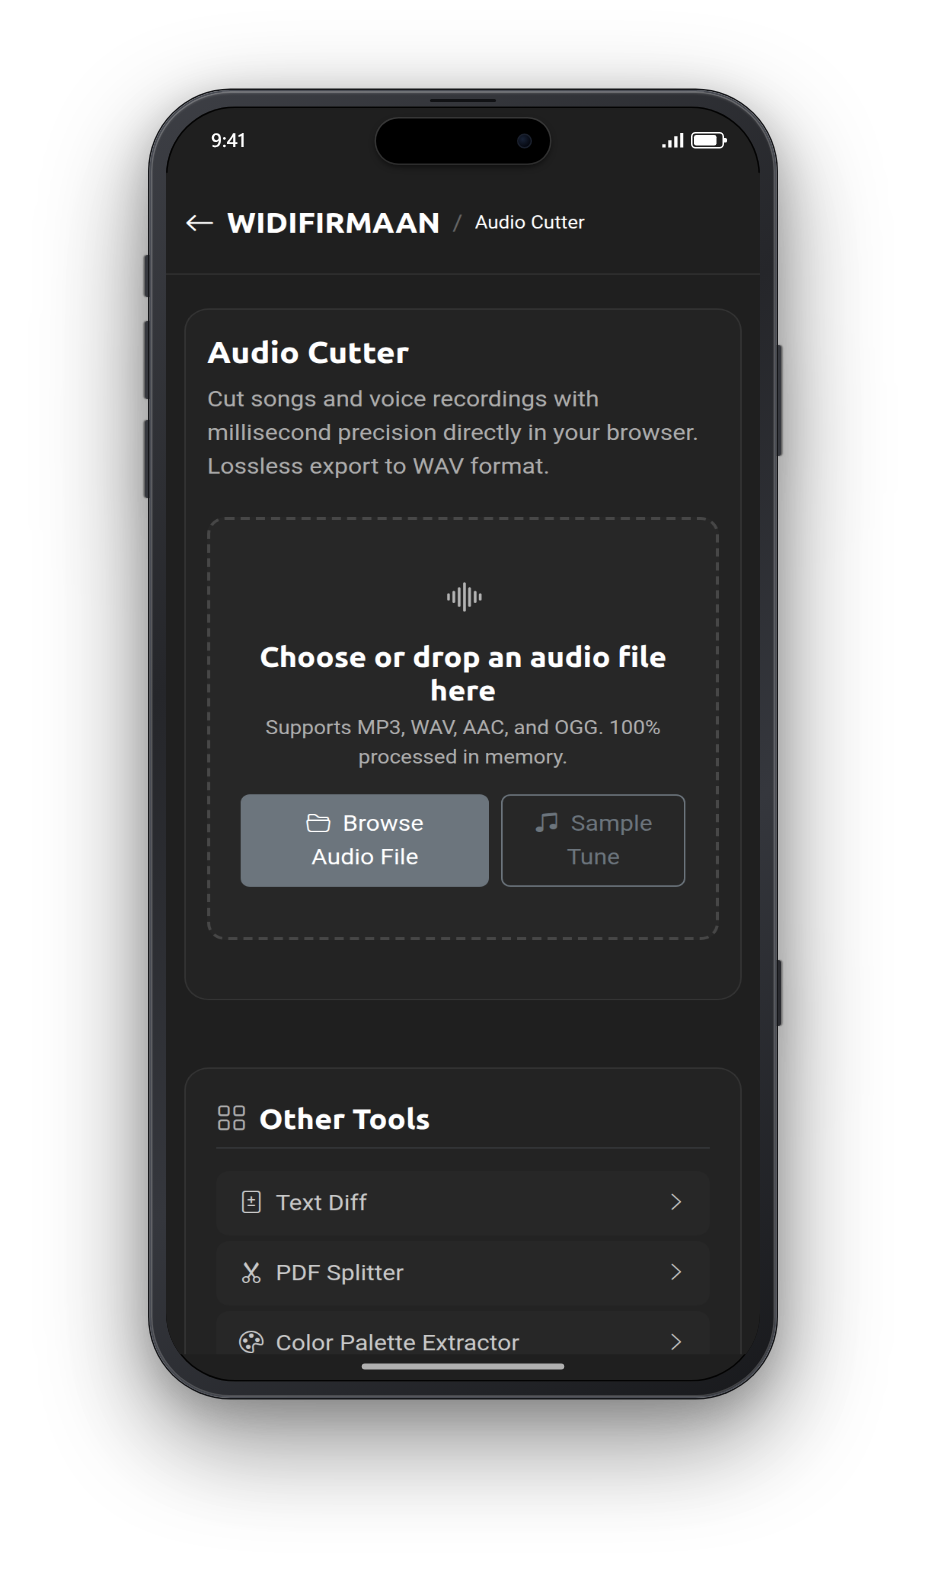 9:41
WIDIFIRMAAN / Audio Cutter
Audio Cutter
Cut songs and voice recordings with
millisecond precision directly in your browser.
Lossless export to WAV format.
Choose or drop an audio file
here
Supports MP3, WAV, AAC, and OGG. 100%
processed in memory.
Browse
Audio File
Sample
Tune
Other Tools
Text Diff
PDF Splitter
Color Palette Extractor